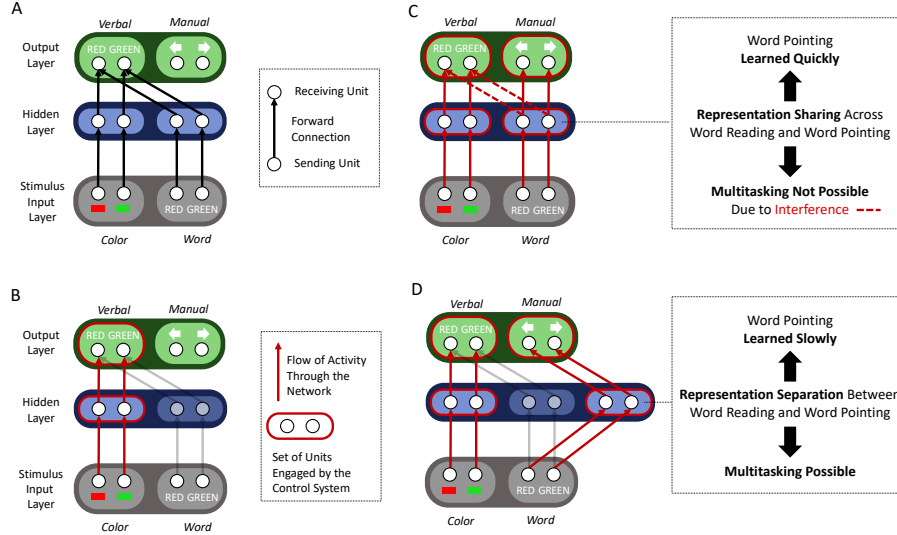 A
Verbal
Manual
Output
Layer
RED GREEN
Hidden
Layer
Stimulus
Input
Layer
RED GREEN
Color
Word
Receiving Unit
Forward
Connection
Sending Unit
C
Verbal
Manual
RED GREEN
RED GREEN
Color
Word
Word Pointing
Learned Quickly
Representation Sharing Across
Word Reading and Word Pointing
Multitasking Not Possible
Due to Interference
B
Verbal
Manual
Output
Layer
RED GREEN
Hidden
Layer
Stimulus
Input
Layer
RED GREEN
Color
Word
Flow of Activity
Through the
Network
Set of Units
Engaged by the
Control System
D
Verbal
Manual
RED GREEN
RED GREEN
Color
Word
Word Pointing
Learned Slowly
Representation Separation Between
Word Reading and Word Pointing
Multitasking Possible